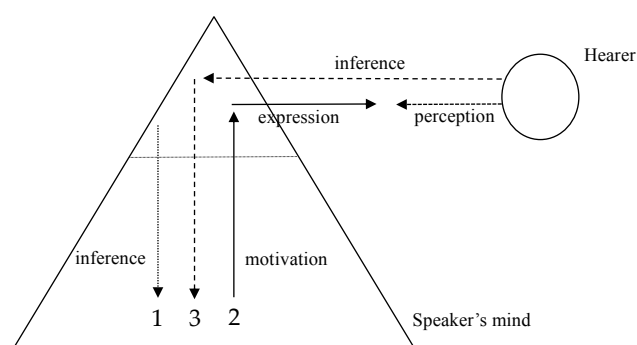 Hearer
inference
expression
perception
inference
motivation
1 3 2
Speaker's mind